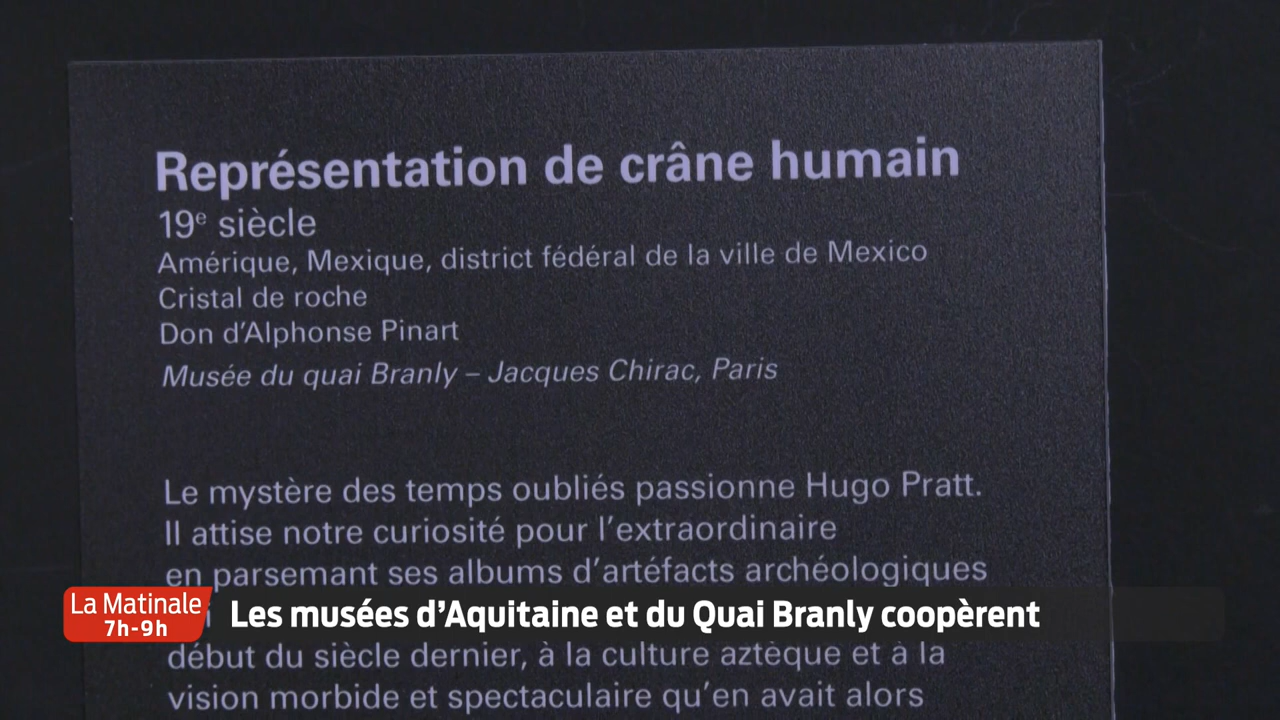 Représentation de crâne humain
19e siècle
Amérique, Mexique, district fédéral de la ville de Mexico
Cristal de roche
Don d'Alphonse Pinart
Musée du quai Branly – Jacques Chirac, Paris
Le mystère des temps oubliés passionne Hugo Pratt.
Il attise notre curiosité pour l'extraordinaire
en parsemant ses albums d'artéfacts archéologiques
La Matinale
7h-9h
Les musées d'Aquitaine et du Quai Branly coopèrent
début du siècle dernier, à la culture aztèque et à la
vision morbide et spectaculaire qu'en avait alors